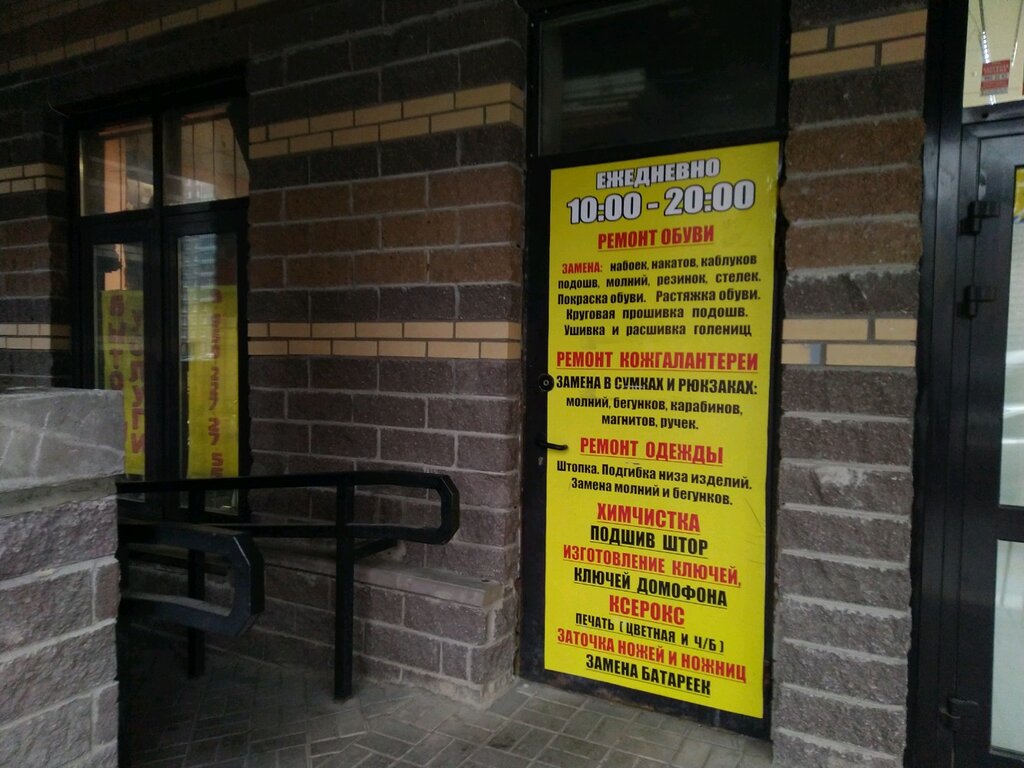 ЕЖЕДНЕВНО
10:00 - 20:00
РЕМОНТ ОБУВИ
ЗАМЕНА: набоек, накатов, каблуков
подошв, молний, резинок, стелек.
Покраска обуви. Растяжка обуви.
Круговая прошивка подошв.
Ушивка и расшивка голенищ
РЕМОНТ КОЖГАЛАНТЕРЕИ
ЗАМЕНА В СУМКАХ И РЮКЗАКАХ:
молний, бегунков, карабинов,
магнитов, ручек.
РЕМОНТ ОДЕЖДЫ
Штопка. Подгибка низа изделий.
Замена молний и бегунков.
ХИМЧИСТКА
ПОДШИВ ШТОР
ИЗГОТОВЛЕНИЕ КЛЮЧЕЙ,
КЛЮЧЕЙ ДОМОФОНА
КСЕРОКС
ПЕЧАТЬ ( ЦВЕТНАЯ И Ч/Б )
ЗАТОЧКА НОЖЕЙ И НОЖНИЦ
ЗАМЕНА БАТАРЕЕК